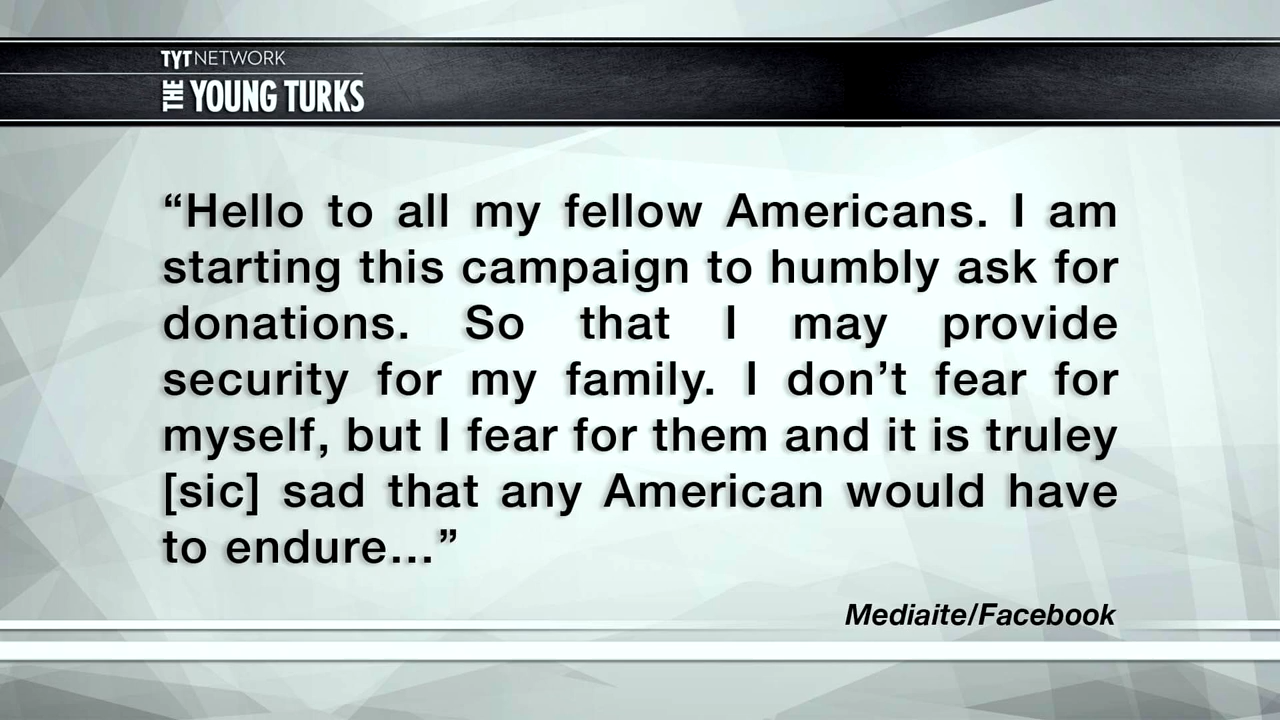 TYT NETWORK
THE YOUNG TURKS
“Hello to all my fellow Americans. I am
starting this campaign to humbly ask for
donations. So that I may provide
security for my family. I don’t fear for
myself, but I fear for them and it is truley
[sic] sad that any American would have
to endure...”
Mediaite/Facebook